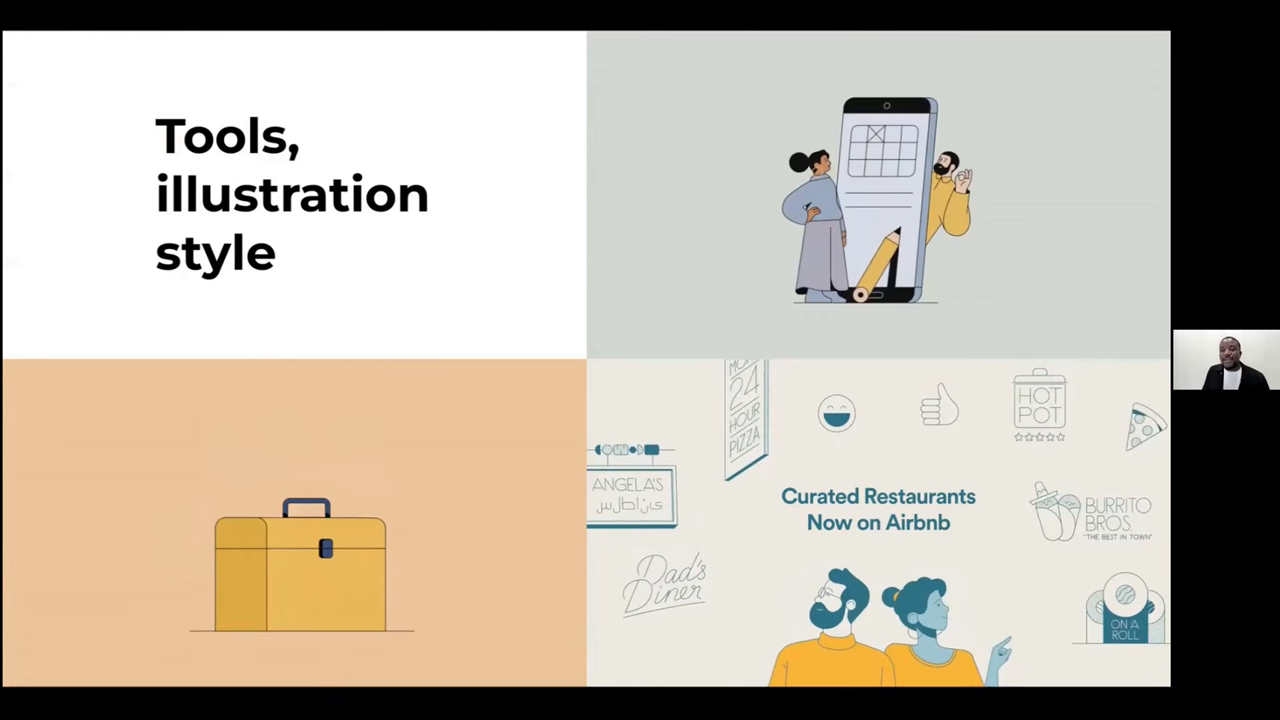 Tools,
illustration
style
24
HOUR
PIZZA
HOT
POT
ANGELA'S
سلطانى
Curated Restaurants
Now on Airbnb
BURRITO
BROS.
"THE BEST IN TOWN"
Dad's
Diner
ON A
ROLL